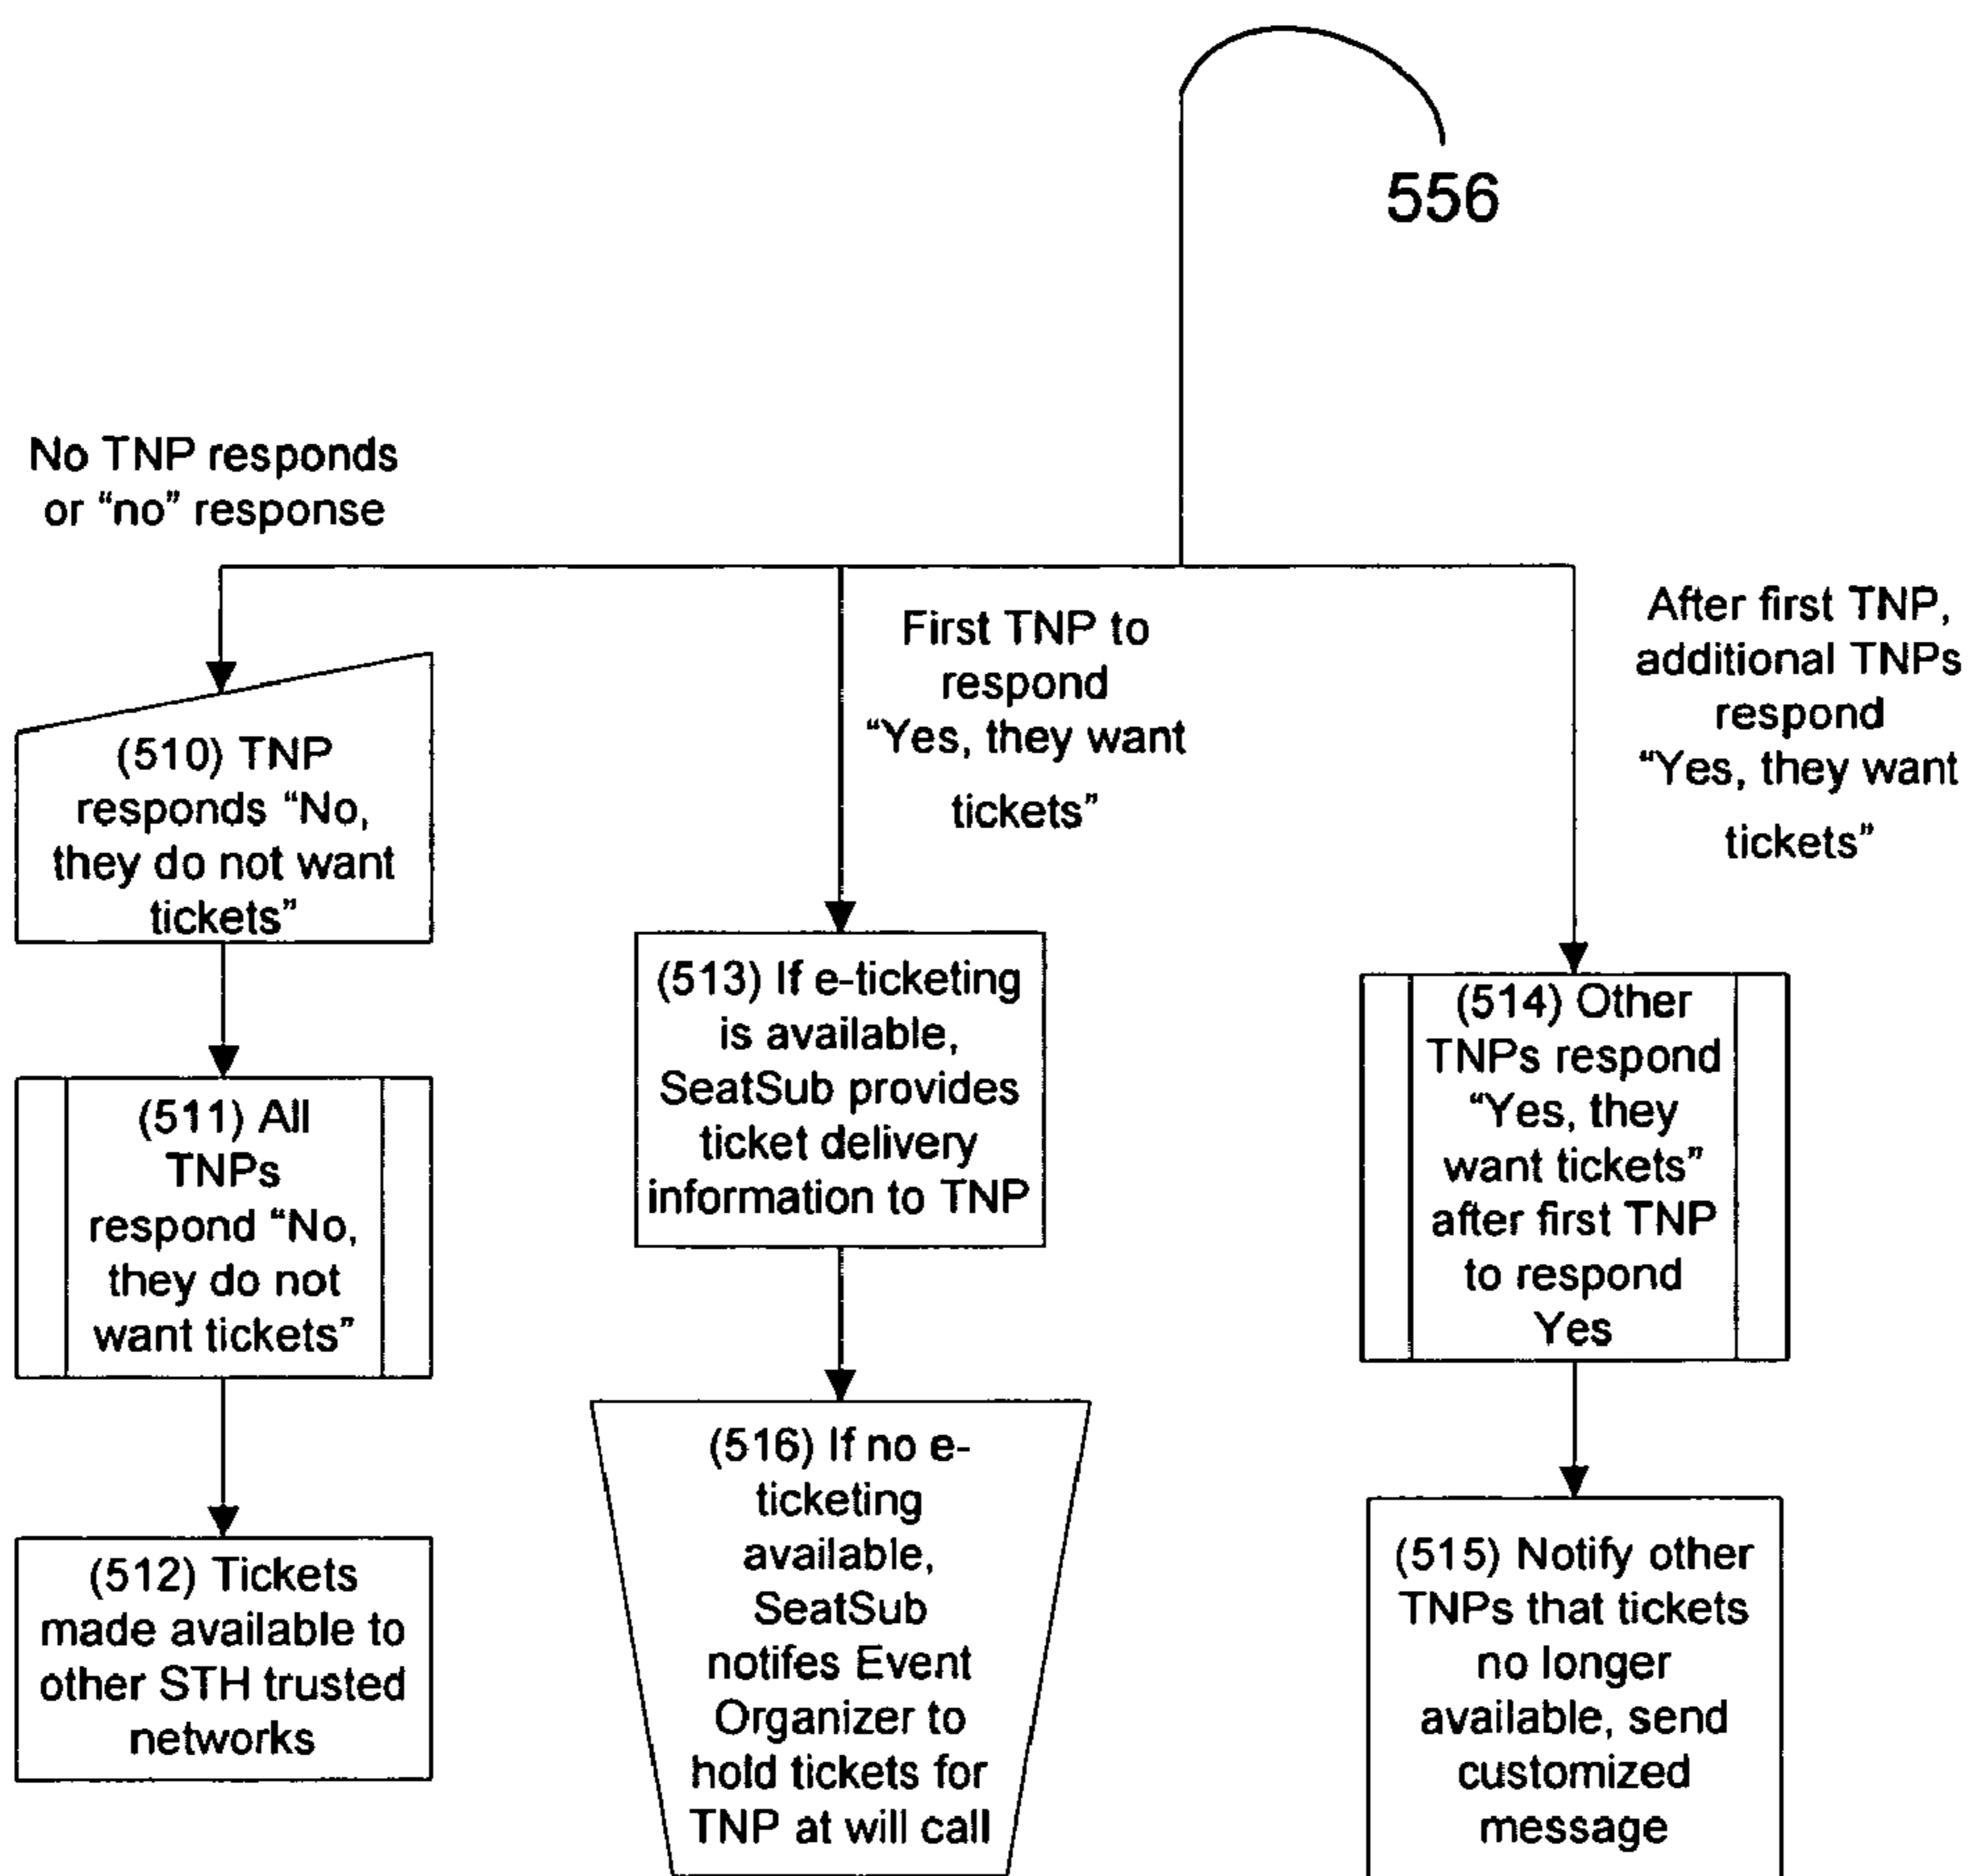 556
No TNP responds
or “no” response
First TNP to
respond
“Yes, they want
tickets”
After first TNP,
additional TNPs
respond
“Yes, they want
tickets”
(510) TNP
responds “No,
they do not want
tickets”
(511) All
TNPs
respond “No,
they do not
want tickets”
(512) Tickets
made available to
other STH trusted
networks
(513) If e-ticketing
is available,
SeatSub provides
ticket delivery
information to TNP
(516) If no e-
ticketing
available,
SeatSub
notifes Event
Organizer to
hold tickets for
TNP at will call
(514) Other
TNPs respond
“Yes, they
want tickets”
after first TNP
to respond
Yes
(515) Notify other
TNPs that tickets
no longer
available, send
customized
message